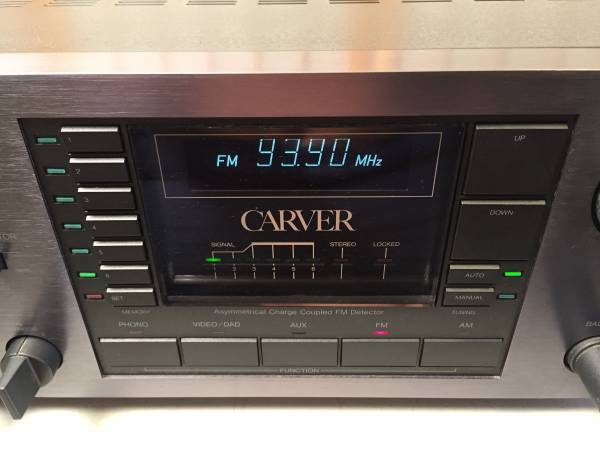 FM 93.90 MHz
CARVER
SIGNAL STEREO LOCKED
1 2 3 4 5 6
1
2
3
4
5
6
SET
MEMORY
UP
DOWN
AUTO
MANUAL
TUNING
Asymmetrical Charge Coupled FM Detector
PHONO VIDEO/DAD AUX FM AM
FUNCTION